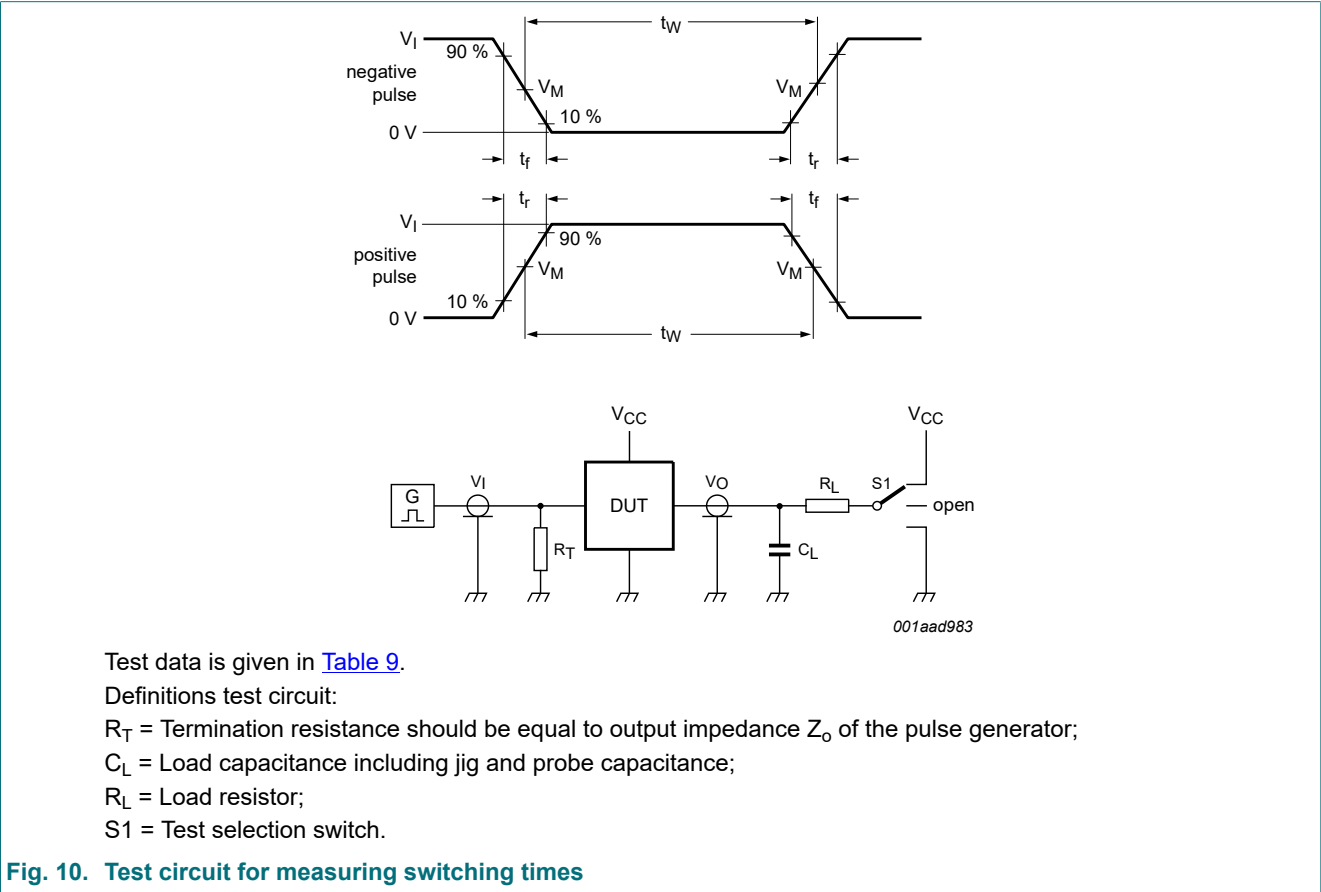 tW
VI
90 %
negative
pulse
VM
VM
10 %
0 V
tf
tr
tr
tf
VI
90 %
positive
pulse
VM
VM
10 %
0 V
tW
VCC
VCC
G
VI
RT
DUT
VO
CL
RL
S1
open
001aad983
Test data is given in Table 9.
Definitions test circuit:
RT = Termination resistance should be equal to output impedance Zo of the pulse generator;
CL = Load capacitance including jig and probe capacitance;
RL = Load resistor;
S1 = Test selection switch.
Fig. 10. Test circuit for measuring switching times